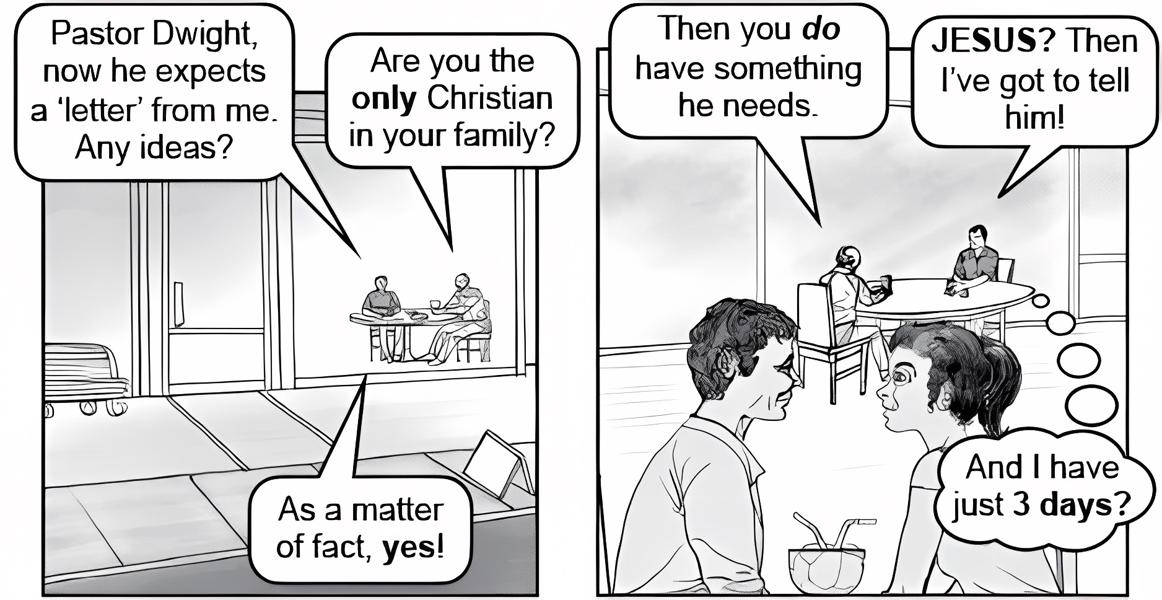 Pastor Dwight,
now he expects
a ‘letter’ from me.
Any ideas?
Are you the
only Christian
in your family?
As a matter
of fact, yes!
Then you do
have something
he needs.
JESUS? Then
I’ve got to tell
him!
And I have
just 3 days?